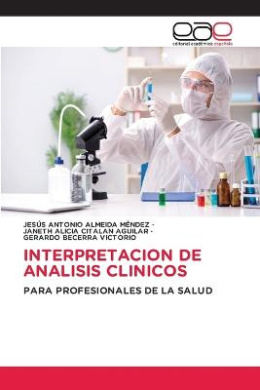 eae
editorial académica española
JESÚS ANTONIO ALMEIDA MÉNDEZ -
JANETH ALICIA CITALÁN AGUILAR -
GERARDO BECERRA VICTORIO
INTERPRETACION DE
ANALISIS CLINICOS
PARA PROFESIONALES DE LA SALUD